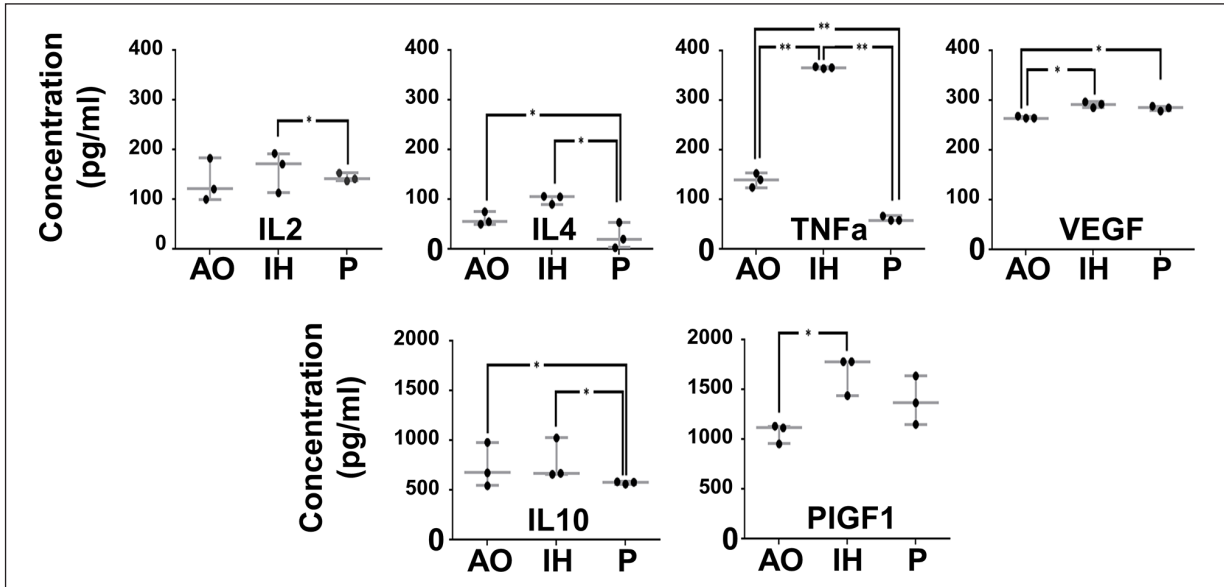 Concentration
(pg/ml)
400
300
200
100
0
*
IL2
AO IH P
400
300
200
100
0
*
*
IL4
AO IH P
400
300
200
100
0
**
** **
TNFa
AO IH P
400
300
200
100
0
*
*
VEGF
AO IH P
Concentration
(pg/ml)
2000
1500
1000
500
0
*
*
IL10
AO IH P
2000
1500
1000
500
0
*
PIGF1
AO IH P